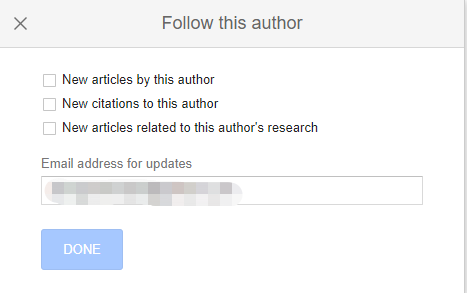 Follow this author
New articles by this author
New citations to this author
New articles related to this author's research
Email address for updates
DONE